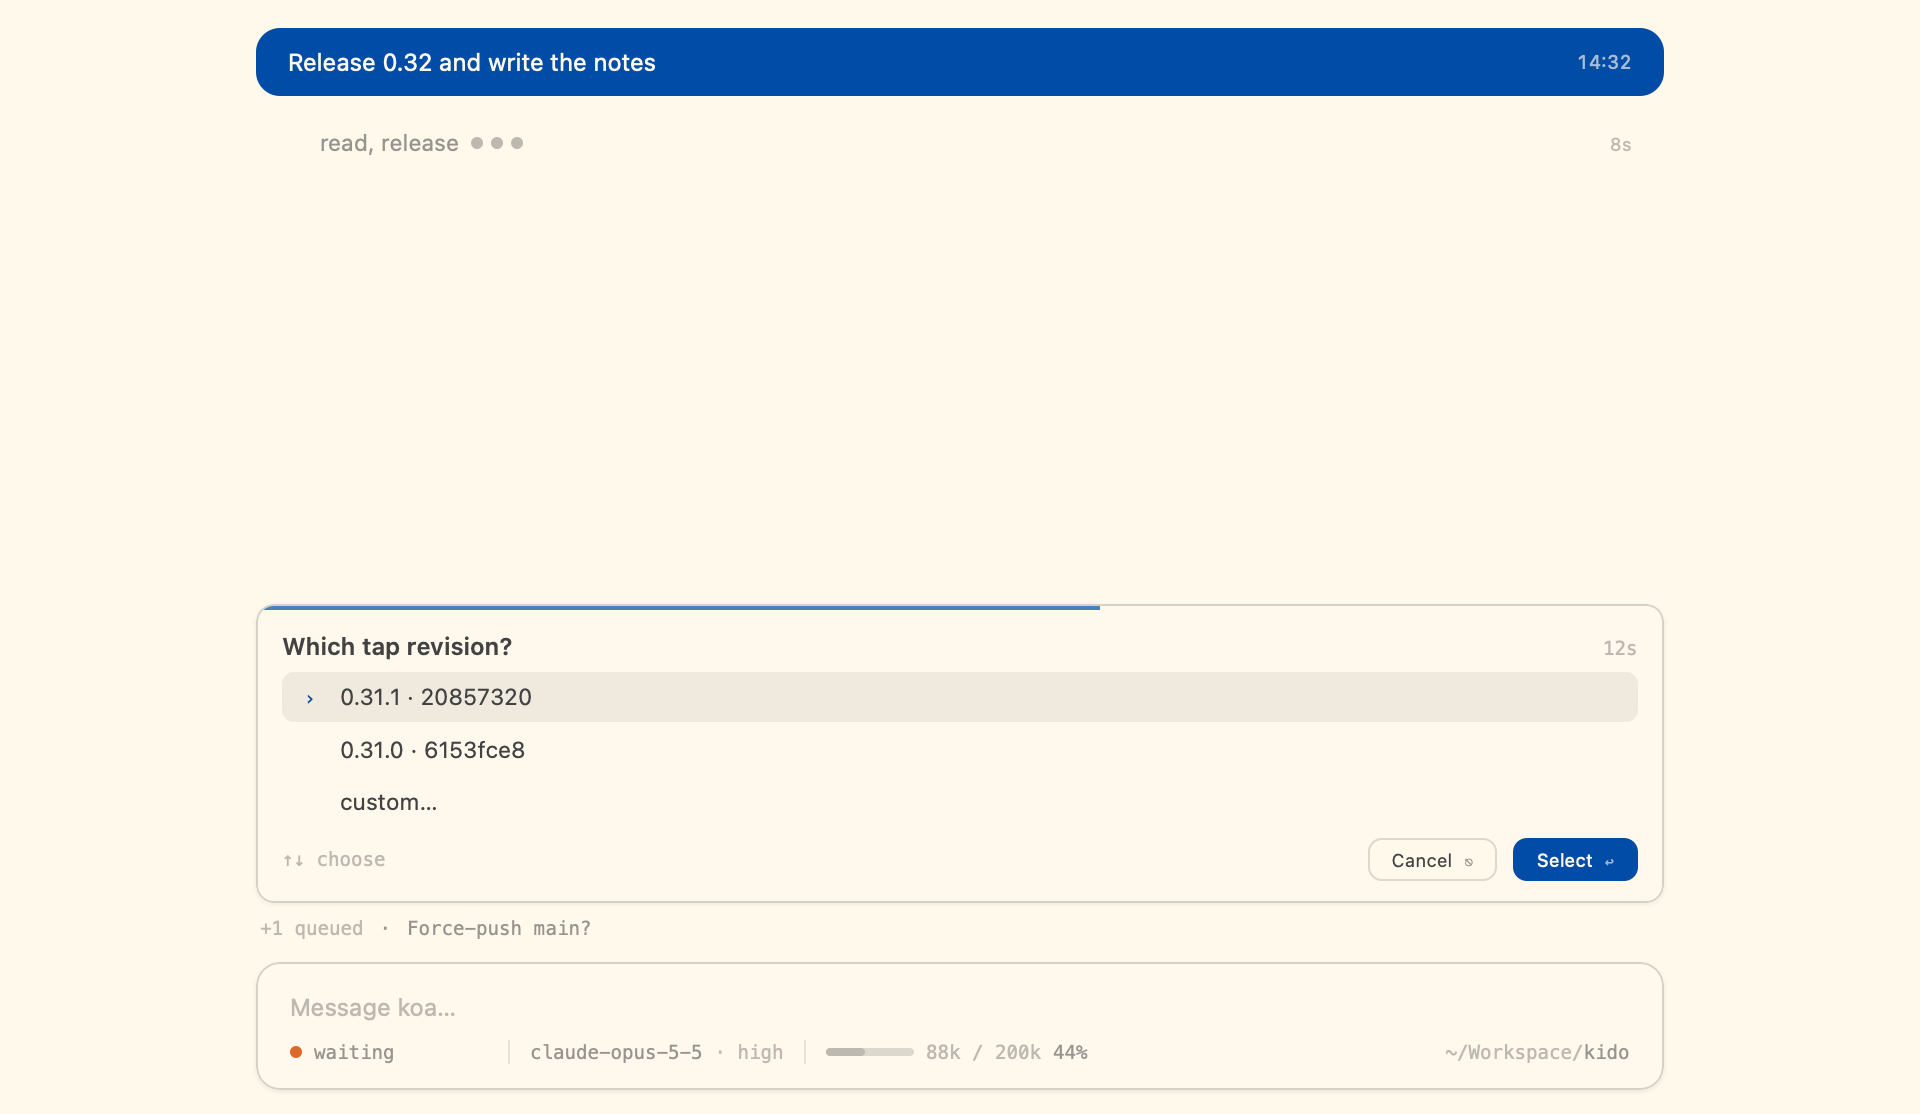 Release 0.32 and write the notes 14:32
read, release 8s
Which tap revision? 12s
› 0.31.1 · 20857320
0.31.0 · 6153fce8
custom…
↑↓ choose Cancel ⎋ Select ↩
+1 queued · Force-push main?
Message koa…
waiting claude-opus-5-5 · high 88k / 200k 44% ~/Workspace/kido